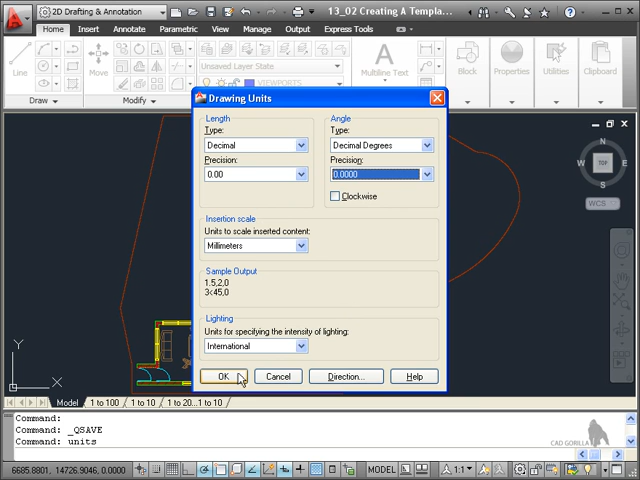 2D Drafting & Annotation
13_02 Creating A Templa...
Home Insert Annotate Parametric View Manage Output Express Tools
Line
Move
Unsaved Layer State
VIEWPORTS
Multiline Text
Block
Properties
Utilities
Clipboard
Draw
Modify
Drawing Units
Length
Type:
Decimal
Precision:
0.00
Angle
Type:
Decimal Degrees
Precision:
0.0000
Clockwise
Insertion scale
Units to scale inserted content:
Millimeters
Sample Output
1.5,2,0
3<45,0
Lighting
Units for specifying the intensity of lighting:
International
OK Cancel Direction... Help
N
W TOP E
S
WCS
Y
X
Model 1 to 100 1 to 10 1 to 20...1 to 10
Command:
Command: _QSAVE
Command: units
CAD GORILLA
6685.8801, 14726.9046, 0.0000
MODEL
1:1